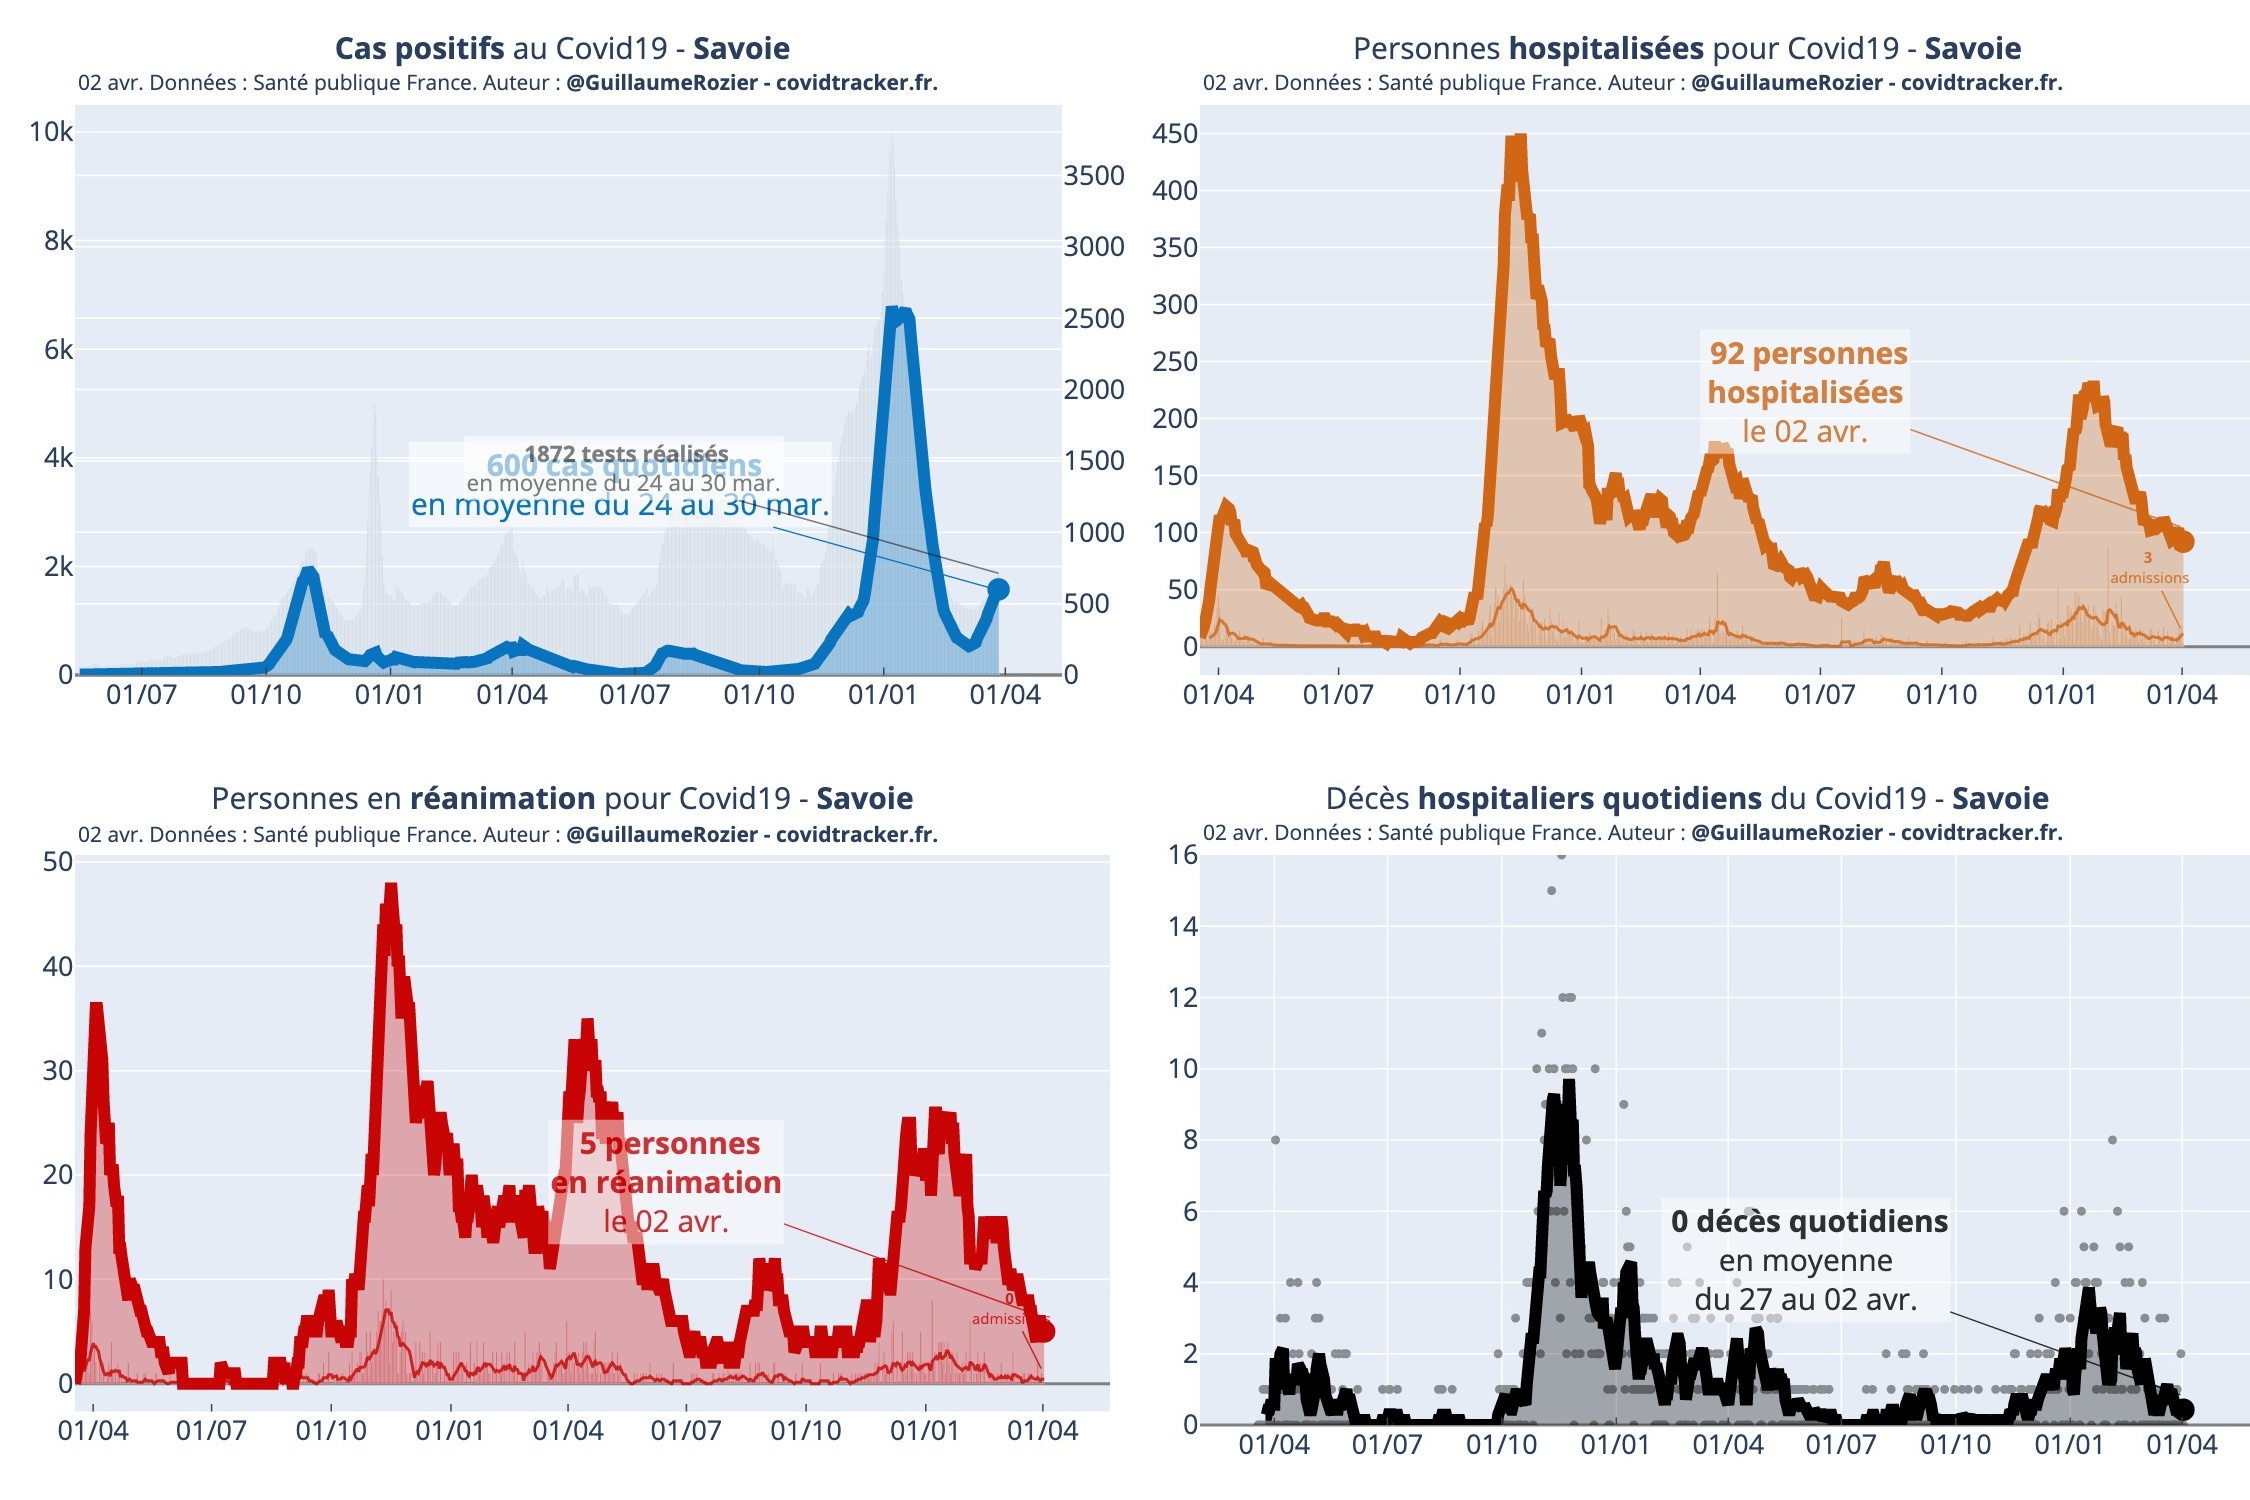 Cas positifs au Covid19 - Savoie
02 avr. Données : Santé publique France. Auteur : @GuillaumeRozier - covidtracker.fr.
10k
8k
6k
4k
2k
0
3500
3000
2500
2000
1500
1000
500
0
1872 tests réalisés
600 cas quotidiens
en moyenne du 24 au 30 mar.
en moyenne du 24 au 30 mar.
01/07 01/10 01/01 01/04 01/07 01/10 01/01 01/04
Personnes hospitalisées pour Covid19 - Savoie
02 avr. Données : Santé publique France. Auteur : @GuillaumeRozier - covidtracker.fr.
450
400
350
300
250
200
150
100
50
0
92 personnes
hospitalisées
le 02 avr.
3
admissions
01/04 01/07 01/10 01/01 01/04 01/07 01/10 01/01 01/04
Personnes en réanimation pour Covid19 - Savoie
02 avr. Données : Santé publique France. Auteur : @GuillaumeRozier - covidtracker.fr.
50
40
30
20
10
0
5 personnes
en réanimation
le 02 avr.
0
admissions
01/04 01/07 01/10 01/01 01/04 01/07 01/10 01/01 01/04
Décès hospitaliers quotidiens du Covid19 - Savoie
02 avr. Données : Santé publique France. Auteur : @GuillaumeRozier - covidtracker.fr.
16
14
12
10
8
6
4
2
0
0 décès quotidiens
en moyenne
du 27 au 02 avr.
01/04 01/07 01/10 01/01 01/04 01/07 01/10 01/01 01/04